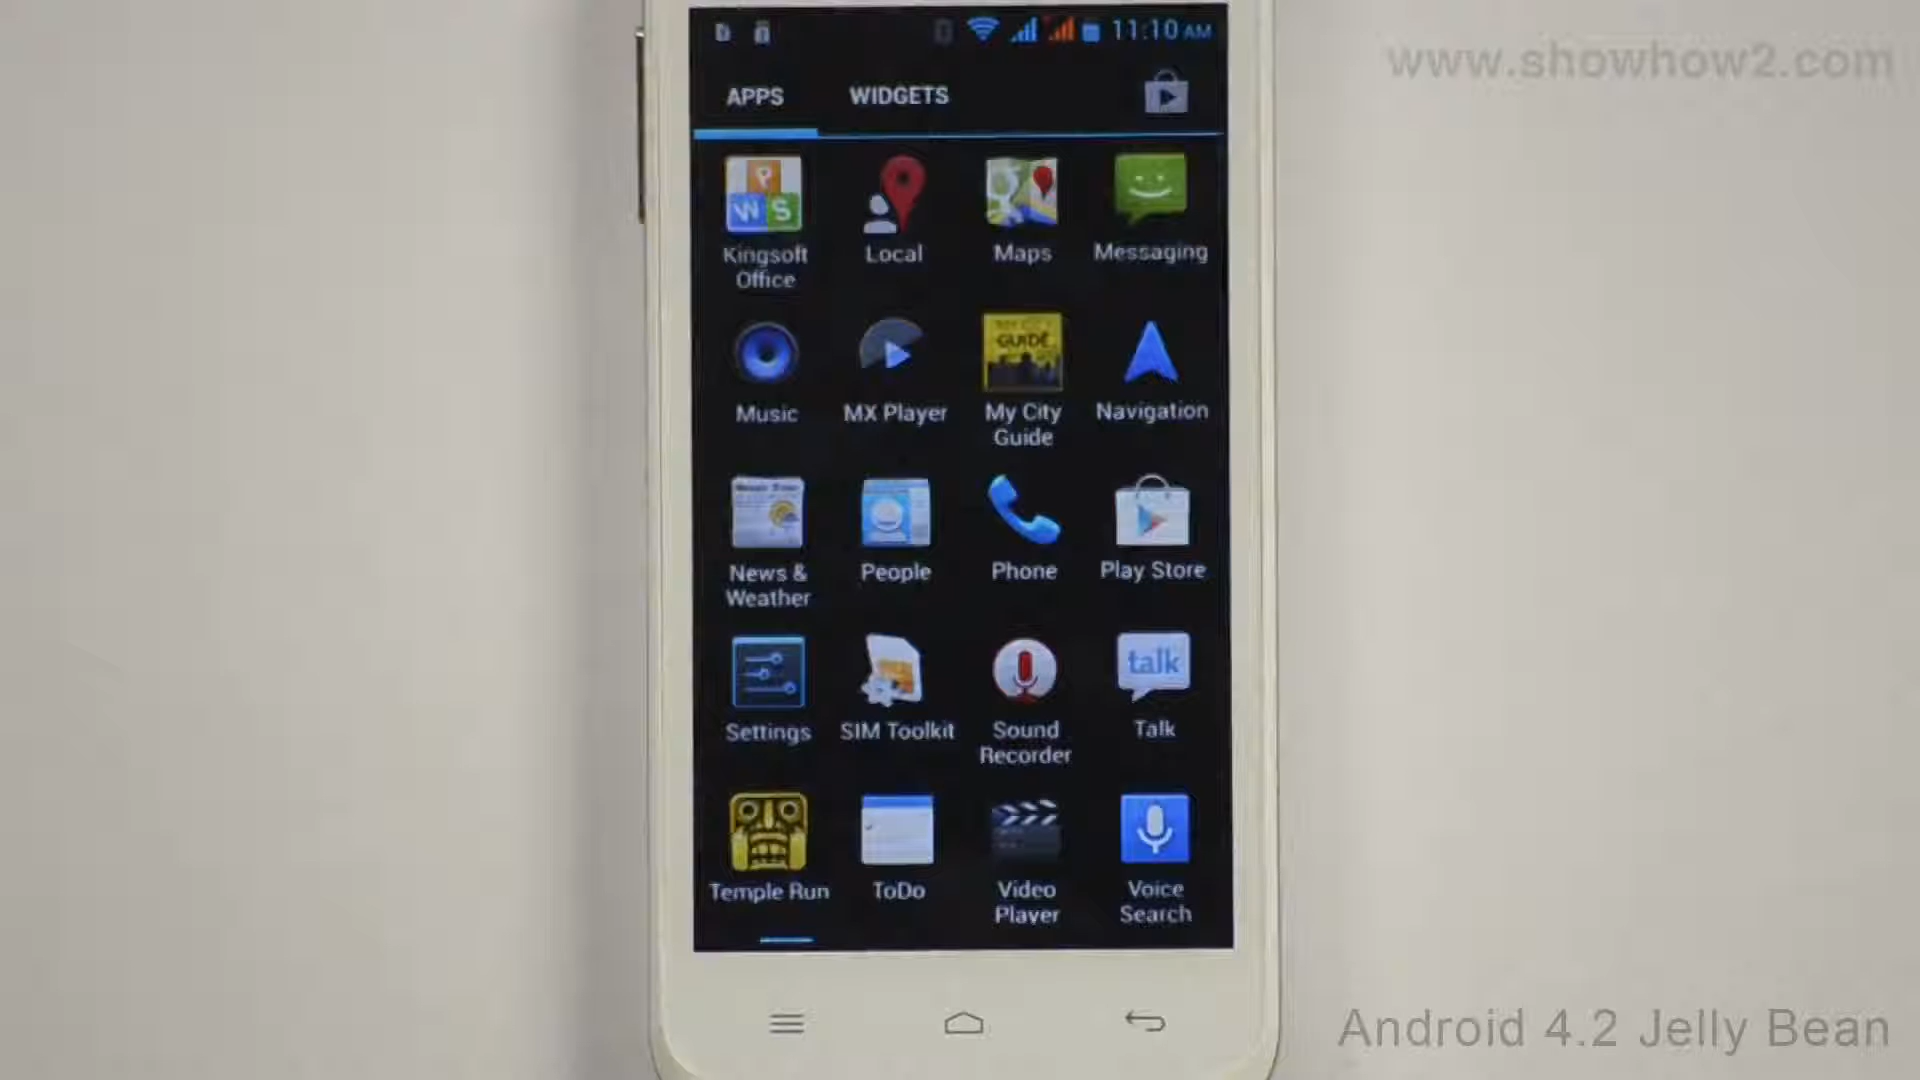 11:10 AM
www.showhow2.com
APPS WIDGETS
Kingsoft Office
Local
Maps
Messaging
Music
MX Player
GUIDE
My City Guide
Navigation
News & Weather
People
Phone
Play Store
talk
Settings
SIM Toolkit
Sound Recorder
Talk
Temple Run
ToDo
Video Player
Voice Search
Android 4.2 Jelly Bean